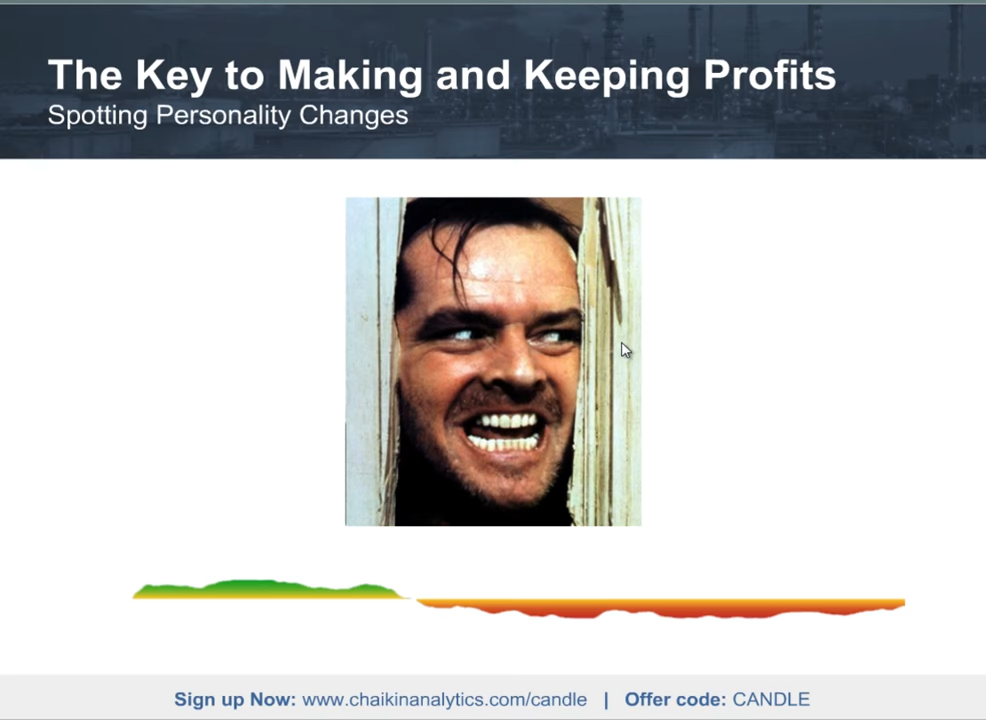 The Key to Making and Keeping Profits
Spotting Personality Changes
Sign up Now: www.chaikinanalytics.com/candle | Offer code: CANDLE